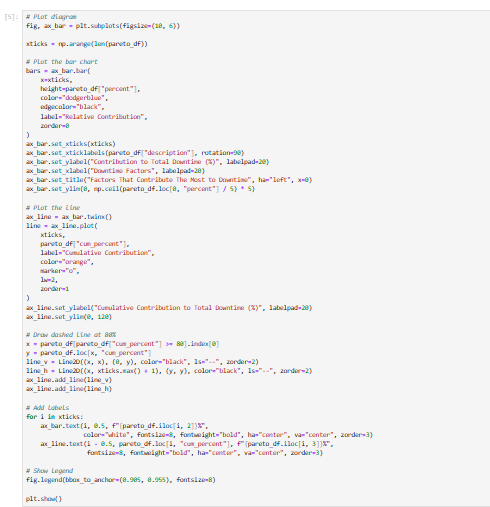 [5]: # Plot diagram
fig, ax_bar = plt.subplots(figsize=(10, 6))
xticks = np.arange(len(pareto_df))
# Plot the bar chart
bars = ax_bar.bar(
x=xticks,
height=pareto_df["percent"],
color="dodgerblue",
edgecolor="black",
label="Relative Contribution",
zorder=0
)
ax_bar.set_xticks(xticks)
ax_bar.set_xticklabels(pareto_df["description"], rotation=90)
ax_bar.set_ylabel("Contribution to Total Downtime (%)", labelpad=20)
ax_bar.set_xlabel("Downtime Factors", labelpad=20)
ax_bar.set_title("Factors That Contribute The Most to Downtime", ha="left", x=0)
ax_bar.set_ylim(0, np.ceil(pareto_df.loc[0, "percent"] / 5) * 5)
# Plot the line
ax_line = ax_bar.twinx()
line = ax_line.plot(
xticks,
pareto_df["cum_percent"],
label="Cumulative Contribution",
color="orange",
marker="o",
lw=2,
zorder=1
)
ax_line.set_ylabel("Cumulative Contribution to Total Downtime (%)", labelpad=20)
ax_line.set_ylim(0, 120)
# Draw dashed line at 80%
x = pareto_df[pareto_df["cum_percent"] >= 80].index[0]
y = pareto_df.loc[x, "cum_percent"]
line_v = Line2D((x, x), (0, y), color="black", ls="--", zorder=2)
line_h = Line2D((x, xticks.max() + 1), (y, y), color="black", ls="--", zorder=2)
ax_line.add_line(line_v)
ax_line.add_line(line_h)
# Add labels
for i in xticks:
ax_bar.text(i, 0.5, f"{pareto_df.iloc[i, 2]}%",
color="white", fontsize=8, fontweight="bold", ha="center", va="center", zorder=3)
ax_line.text(i - 0.5, pareto_df.loc[i, "cum_percent"], f"{pareto_df.iloc[i, 3]}%",
fontsize=8, fontweight="bold", ha="center", va="center", zorder=3)
# Show legend
fig.legend(bbox_to_anchor=(0.905, 0.955), fontsize=8)
plt.show()